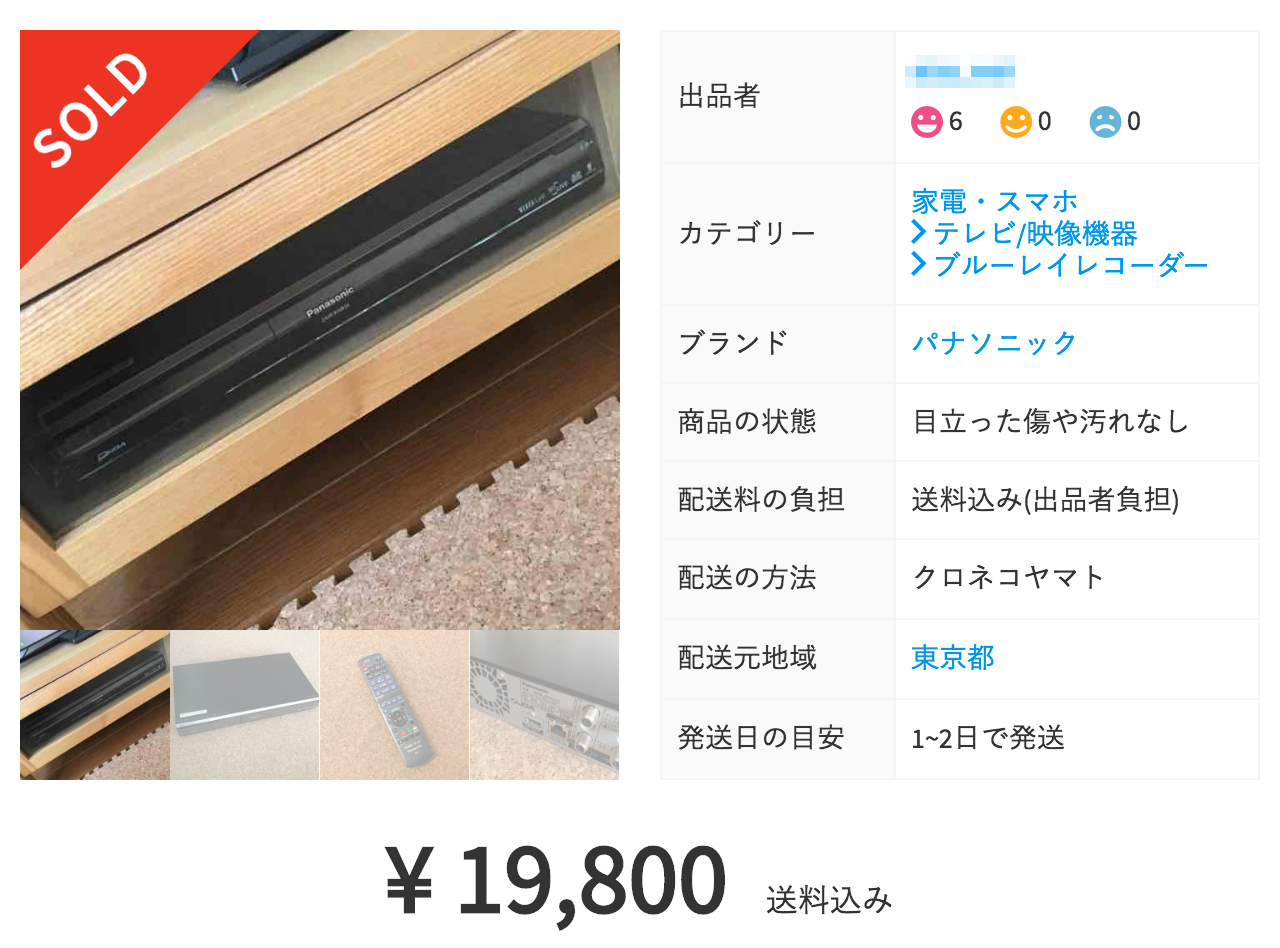 SOLD
Panasonic
出品者
6 0 0
カテゴリー
家電・スマホ
テレビ/映像機器
ブルーレイレコーダー
ブランド
パナソニック
商品の状態
目立った傷や汚れなし
配送料の負担
送料込み(出品者負担)
配送の方法
クロネコヤマト
配送元地域
東京都
発送日の目安
1~2日で発送
¥ 19,800 送料込み